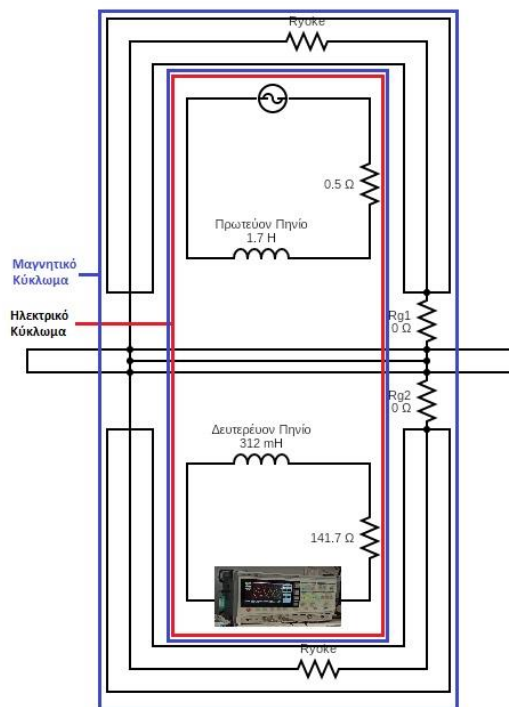 Ryoke
0.5 Ω
Πρωτεύον Πηνίο
1.7 H
Μαγνητικό
Κύκλωμα
Ηλεκτρικό
Κύκλωμα
Rg1
0 Ω
Rg2
0 Ω
Δευτερέυον Πηνίο
312 mH
141.7 Ω
Ryoke